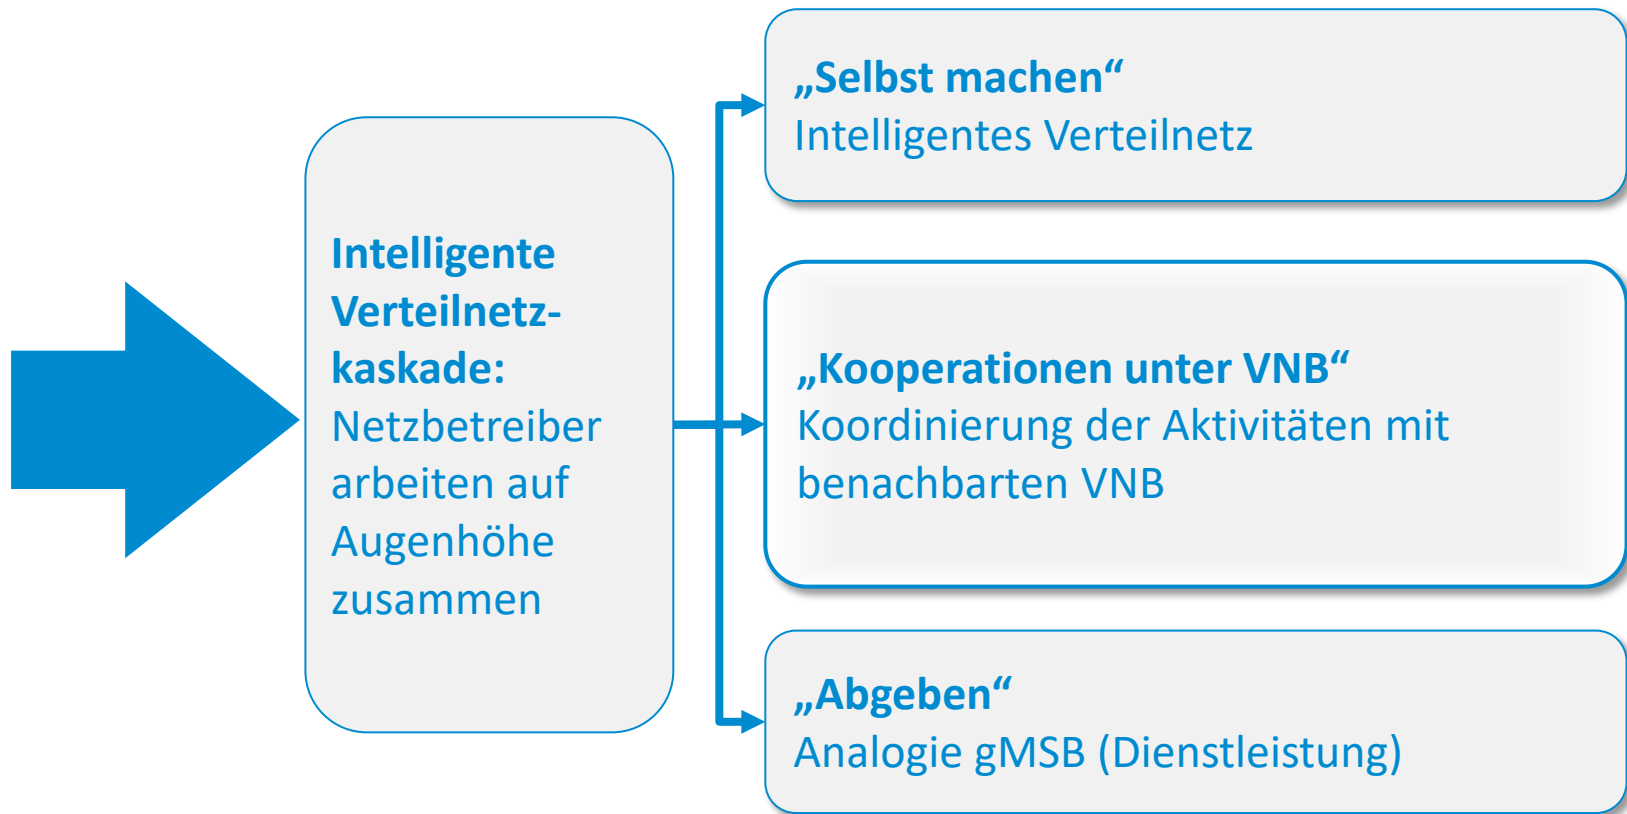 „Selbst machen“
Intelligentes Verteilnetz
Intelligente
Verteilnetz-
kaskade:
Netzbetreiber
arbeiten auf
Augenhöhe
zusammen
„Kooperationen unter VNB“
Koordinierung der Aktivitäten mit
benachbarten VNB
„Abgeben“
Analogie gMSB (Dienstleistung)